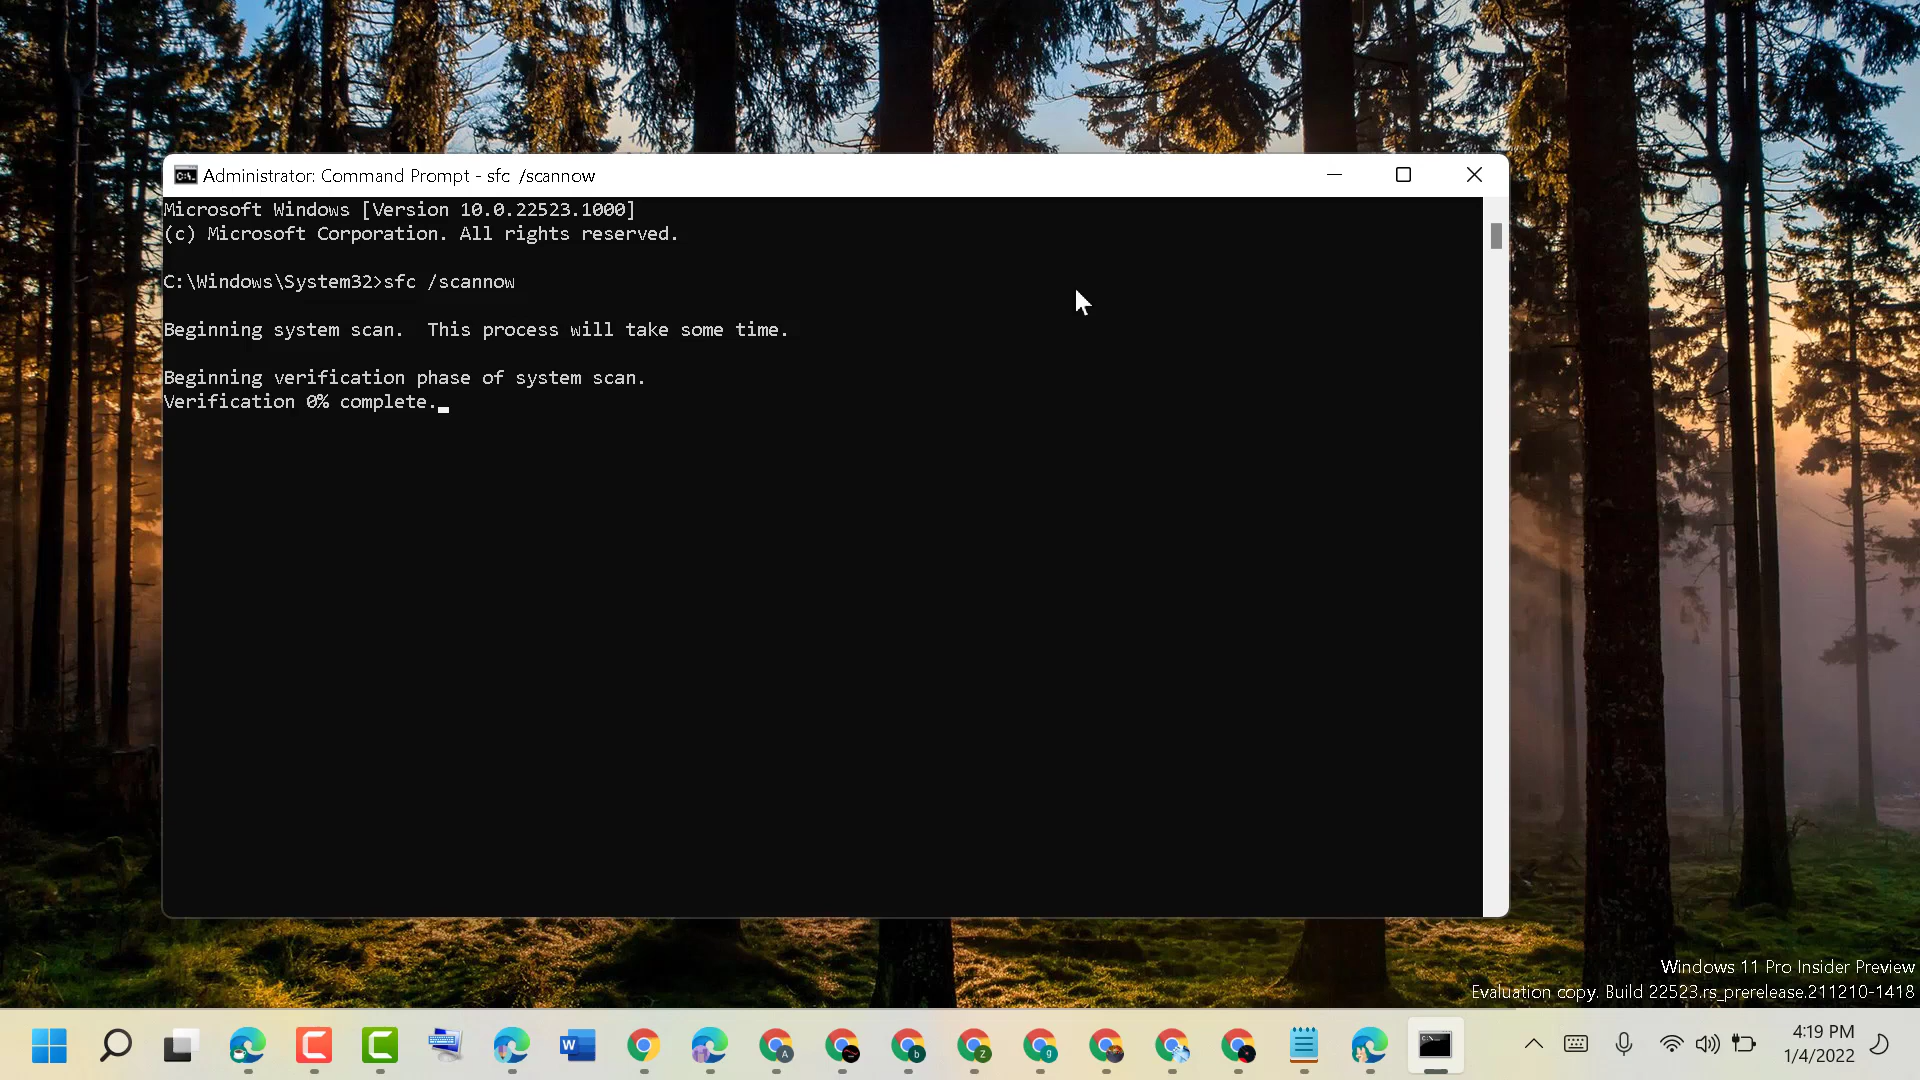 Administrator: Command Prompt - sfc  /scannow
Microsoft Windows [Version 10.0.22523.1000]
(c) Microsoft Corporation. All rights reserved.
C:\Windows\System32>sfc /scannow
Beginning system scan.  This process will take some time.
Beginning verification phase of system scan.
Verification 0% complete.
Windows 11 Pro Insider Preview
Evaluation copy. Build 22523.rs_prerelease.211210-1418
4:19 PM
1/4/2022